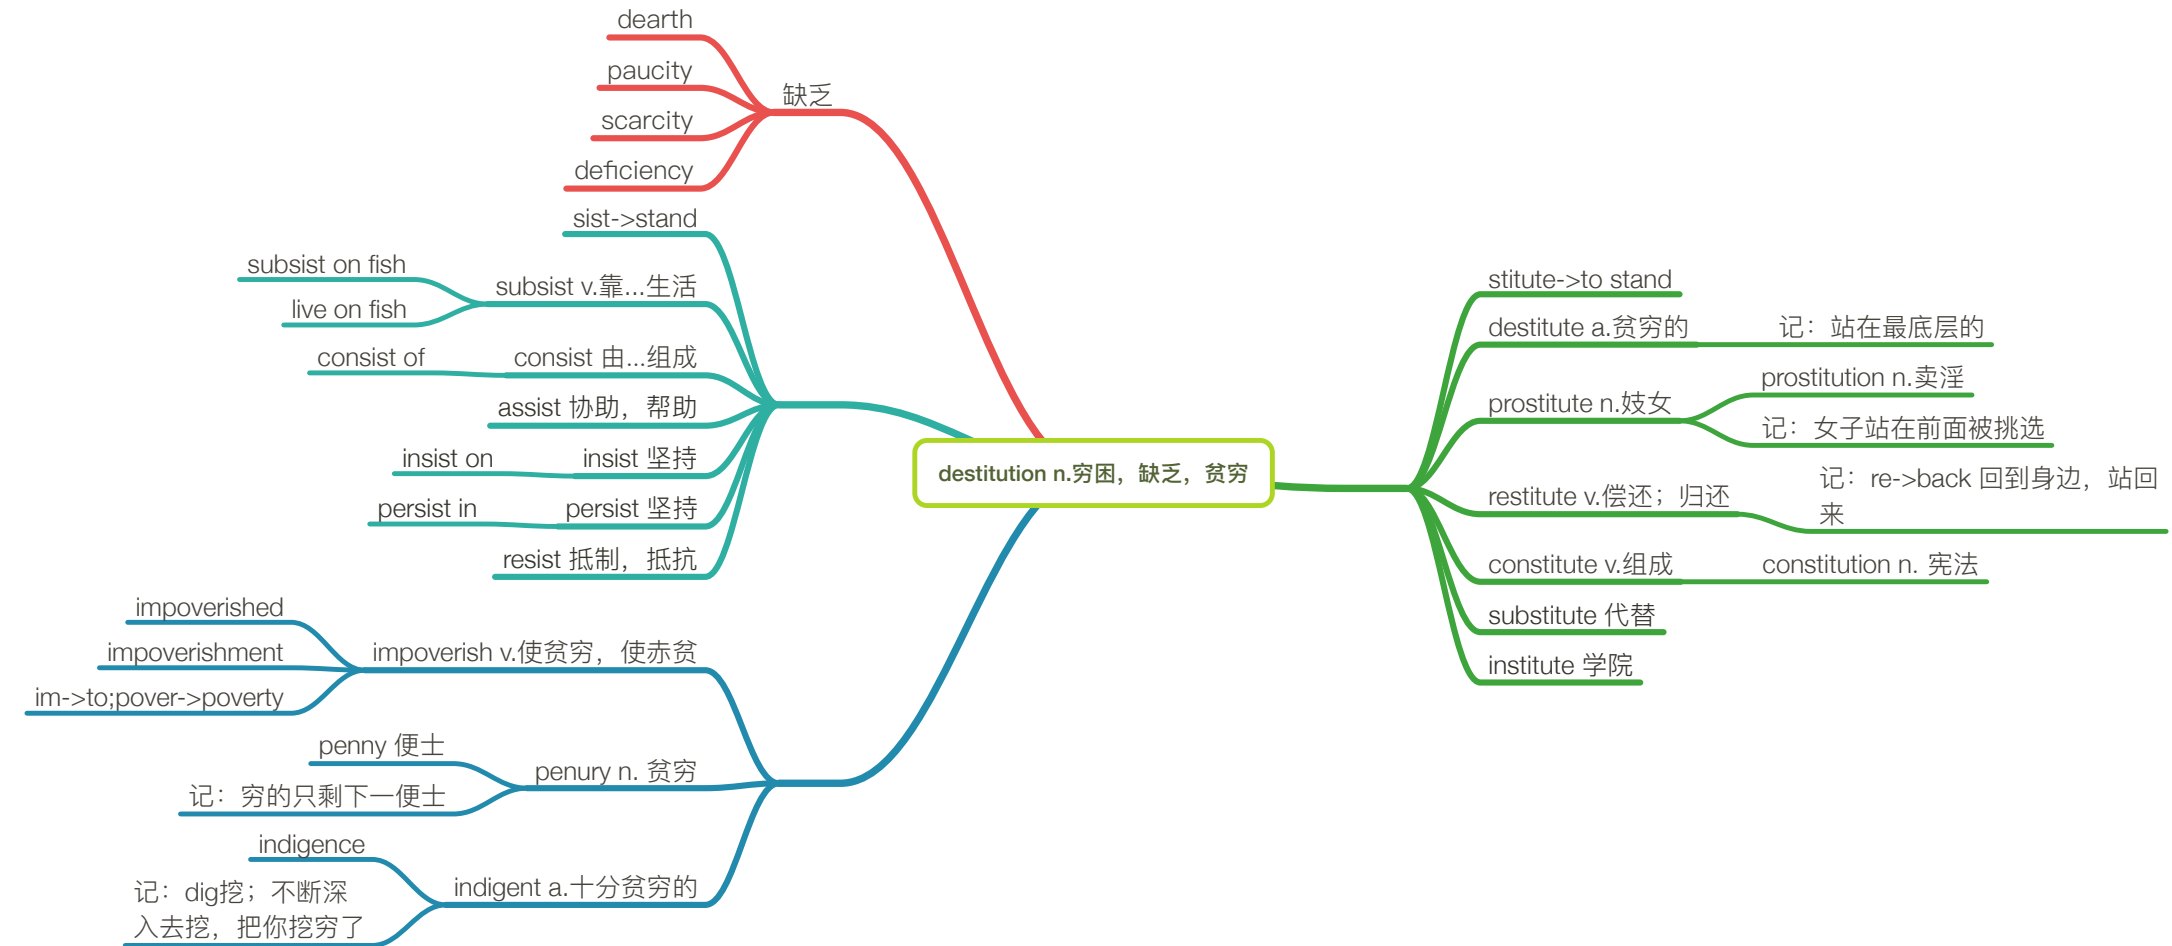 dearth
paucity
缺乏
scarcity
deficiency
sist->stand
subsist on fish
subsist v.靠...生活
live on fish
consist of
consist 由...组成
assist 协助，帮助
insist on
insist 坚持
persist in
persist 坚持
resist 抵制，抵抗
impoverished
impoverishment
impoverish v.使贫穷，使赤贫
im->to;pover->poverty
penny 便士
penury n. 贫穷
记：穷的只剩下一便士
indigence
indigent a.十分贫穷的
记：dig挖；不断深
入去挖，把你挖穷了
destitution n.穷困，缺乏，贫穷
stitute->to stand
destitute a.贫穷的
记：站在最底层的
prostitute n.妓女
prostitution n.卖淫
记：女子站在前面被挑选
restitute v.偿还；归还
记：re->back 回到身边，站回
来
constitute v.组成
constitution n. 宪法
substitute 代替
institute 学院